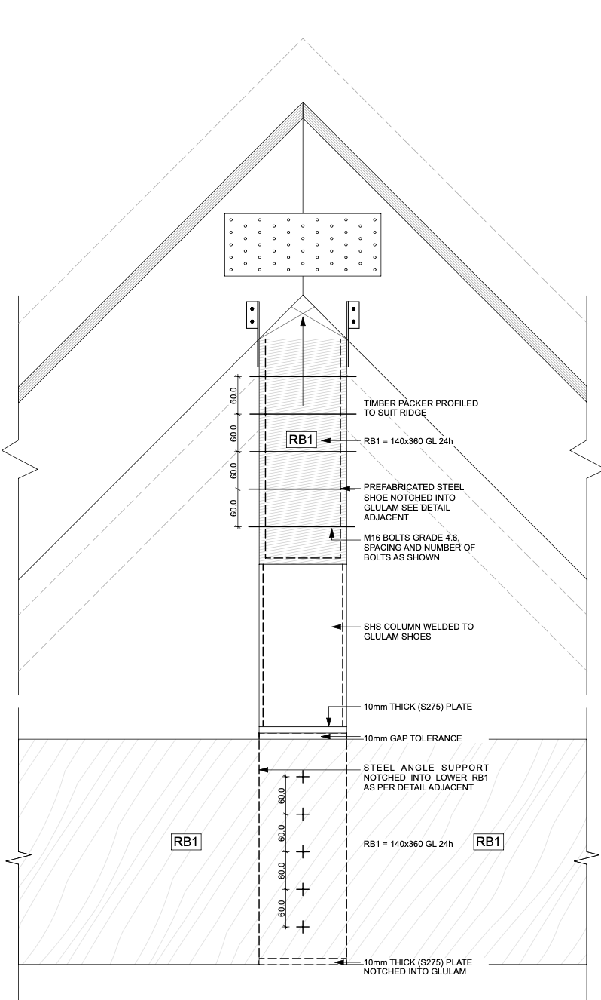 60.0
60.0
60.0
60.0
TIMBER PACKER PROFILED
TO SUIT RIDGE
RB1
RB1 = 140x360 GL 24h
PREFABRICATED STEEL
SHOE NOTCHED INTO
GLULAM SEE DETAIL
ADJACENT
M16 BOLTS GRADE 4.6.
SPACING AND NUMBER OF
BOLTS AS SHOWN
SHS COLUMN WELDED TO
GLULAM SHOES
10mm THICK (S275) PLATE
10mm GAP TOLERANCE
STEEL ANGLE SUPPORT
NOTCHED INTO LOWER RB1
AS PER DETAIL ADJACENT
60.0
60.0
60.0
60.0
RB1
RB1 = 140x360 GL 24h
RB1
10mm THICK (S275) PLATE
NOTCHED INTO GLULAM